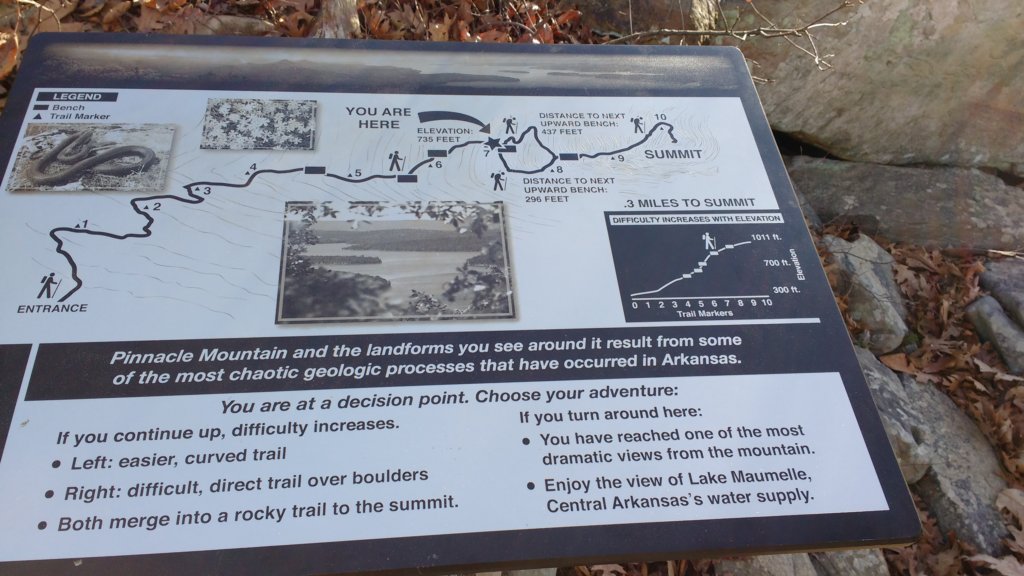 LEGEND
Bench
Trail Marker
YOU ARE
HERE
ELEVATION:
735 FEET
DISTANCE TO NEXT
UPWARD BENCH:
437 FEET
10
SUMMIT
9
8
7
6
5
4
3
2
1
DISTANCE TO NEXT
UPWARD BENCH:
296 FEET
ENTRANCE
.3 MILES TO SUMMIT
DIFFICULTY INCREASES WITH ELEVATION
1011 ft.
700 ft.
300 ft.
Elevation
0 1 2 3 4 5 6 7 8 9 10
Trail Markers
Pinnacle Mountain and the landforms you see around it result from some
of the most chaotic geologic processes that have occurred in Arkansas.
You are at a decision point. Choose your adventure:
If you continue up, difficulty increases.
• Left: easier, curved trail
• Right: difficult, direct trail over boulders
• Both merge into a rocky trail to the summit.
If you turn around here:
• You have reached one of the most
dramatic views from the mountain.
• Enjoy the view of Lake Maumelle,
Central Arkansas's water supply.